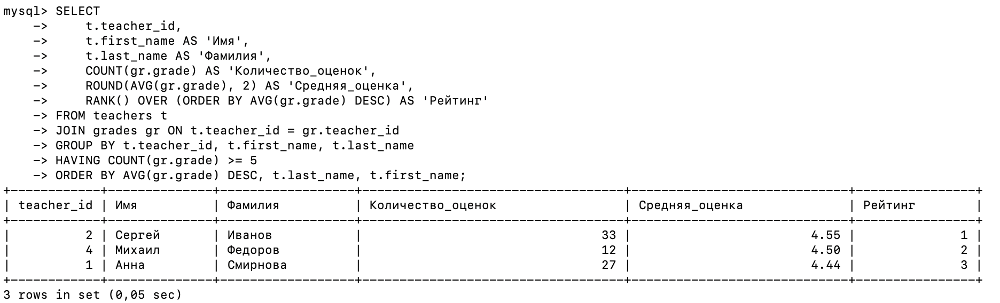 mysql> SELECT
    ->     t.teacher_id,
    ->     t.first_name AS 'Имя',
    ->     t.last_name AS 'Фамилия',
    ->     COUNT(gr.grade) AS 'Количество_оценок',
    ->     ROUND(AVG(gr.grade), 2) AS 'Средняя_оценка',
    ->     RANK() OVER (ORDER BY AVG(gr.grade) DESC) AS 'Рейтинг'
    -> FROM teachers t
    -> JOIN grades gr ON t.teacher_id = gr.teacher_id
    -> GROUP BY t.teacher_id, t.first_name, t.last_name
    -> HAVING COUNT(gr.grade) >= 5
    -> ORDER BY AVG(gr.grade) DESC, t.last_name, t.first_name;
+------------+--------------+------------------+-----------------------------------+-----------------------------+----------------+
| teacher_id | Имя          | Фамилия          | Количество_оценок                 | Средняя_оценка              | Рейтинг        |
+------------+--------------+------------------+-----------------------------------+-----------------------------+----------------+
|          2 | Сергей       | Иванов           |                                33 |                        4.55 |              1 |
|          4 | Михаил       | Федоров          |                                12 |                        4.50 |              2 |
|          1 | Анна         | Смирнова         |                                27 |                        4.44 |              3 |
+------------+--------------+------------------+-----------------------------------+-----------------------------+----------------+
3 rows in set (0,05 sec)